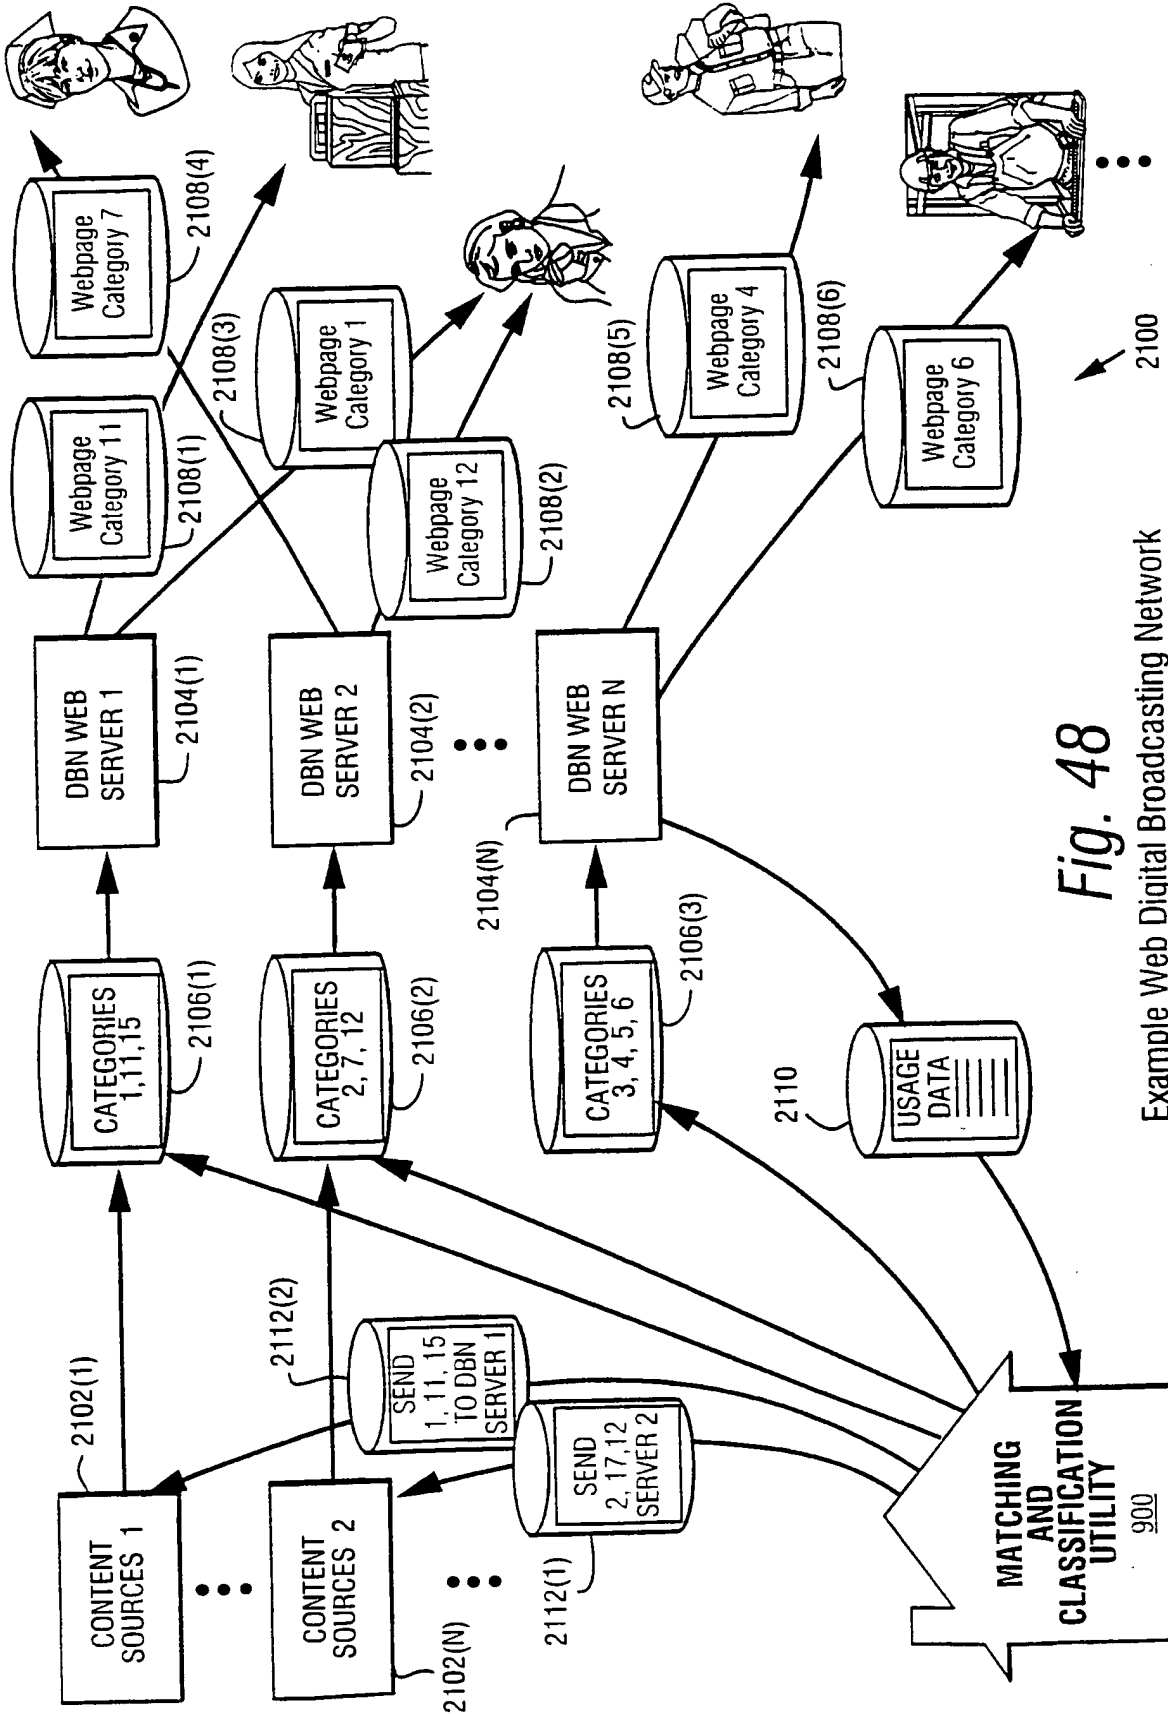 CONTENT
SOURCES 1
2102(1)
CONTENT
SOURCES 2
2102(N)
SEND
1, 11, 15
TO DBN
SERVER 1
2112(2)
SEND
2, 17,12
SERVER 2
2112(1)
MATCHING
AND
CLASSIFICATION
UTILITY
900
CATEGORIES
1,11,15
2106(1)
CATEGORIES
2, 7, 12
2106(2)
CATEGORIES
3, 4, 5, 6
2106(3)
USAGE
DATA
2110
DBN WEB
SERVER 1
2104(1)
DBN WEB
SERVER 2
2104(2)
DBN WEB
SERVER N
2104(N)
Webpage
Category 11
2108(1)
Webpage
Category 7
2108(4)
Webpage
Category 1
2108(3)
Webpage
Category 12
2108(2)
Webpage
Category 4
2108(5)
Webpage
Category 6
2108(6)
2100
Fig. 48
Example Web Digital Broadcasting Network